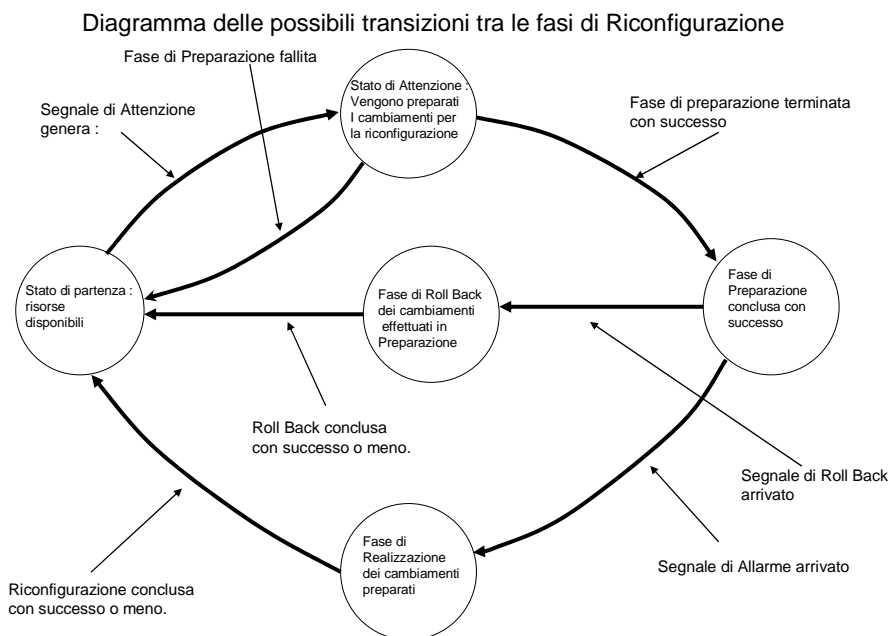 Diagramma delle possibili transizioni tra le fasi di Riconfigurazione
Fase di Preparazione fallita
Segnale di Attenzione
genera :
Stato di Attenzione :
Vengono preparati
I cambiamenti per
la riconfigurazione
Fase di preparazione terminata
con successo
Stato di partenza :
risorse
disponibili
Fase di Roll Back
dei cambiamenti
effettuati in
Preparazione
Fase di
Preparazione
conclusa con
successo
Roll Back conclusa
con successo o meno.
Segnale di Roll Back
arrivato
Fase di
Realizzazione
dei cambiamenti
preparati
Segnale di Allarme arrivato
Riconfigurazione conclusa
con successo o meno.